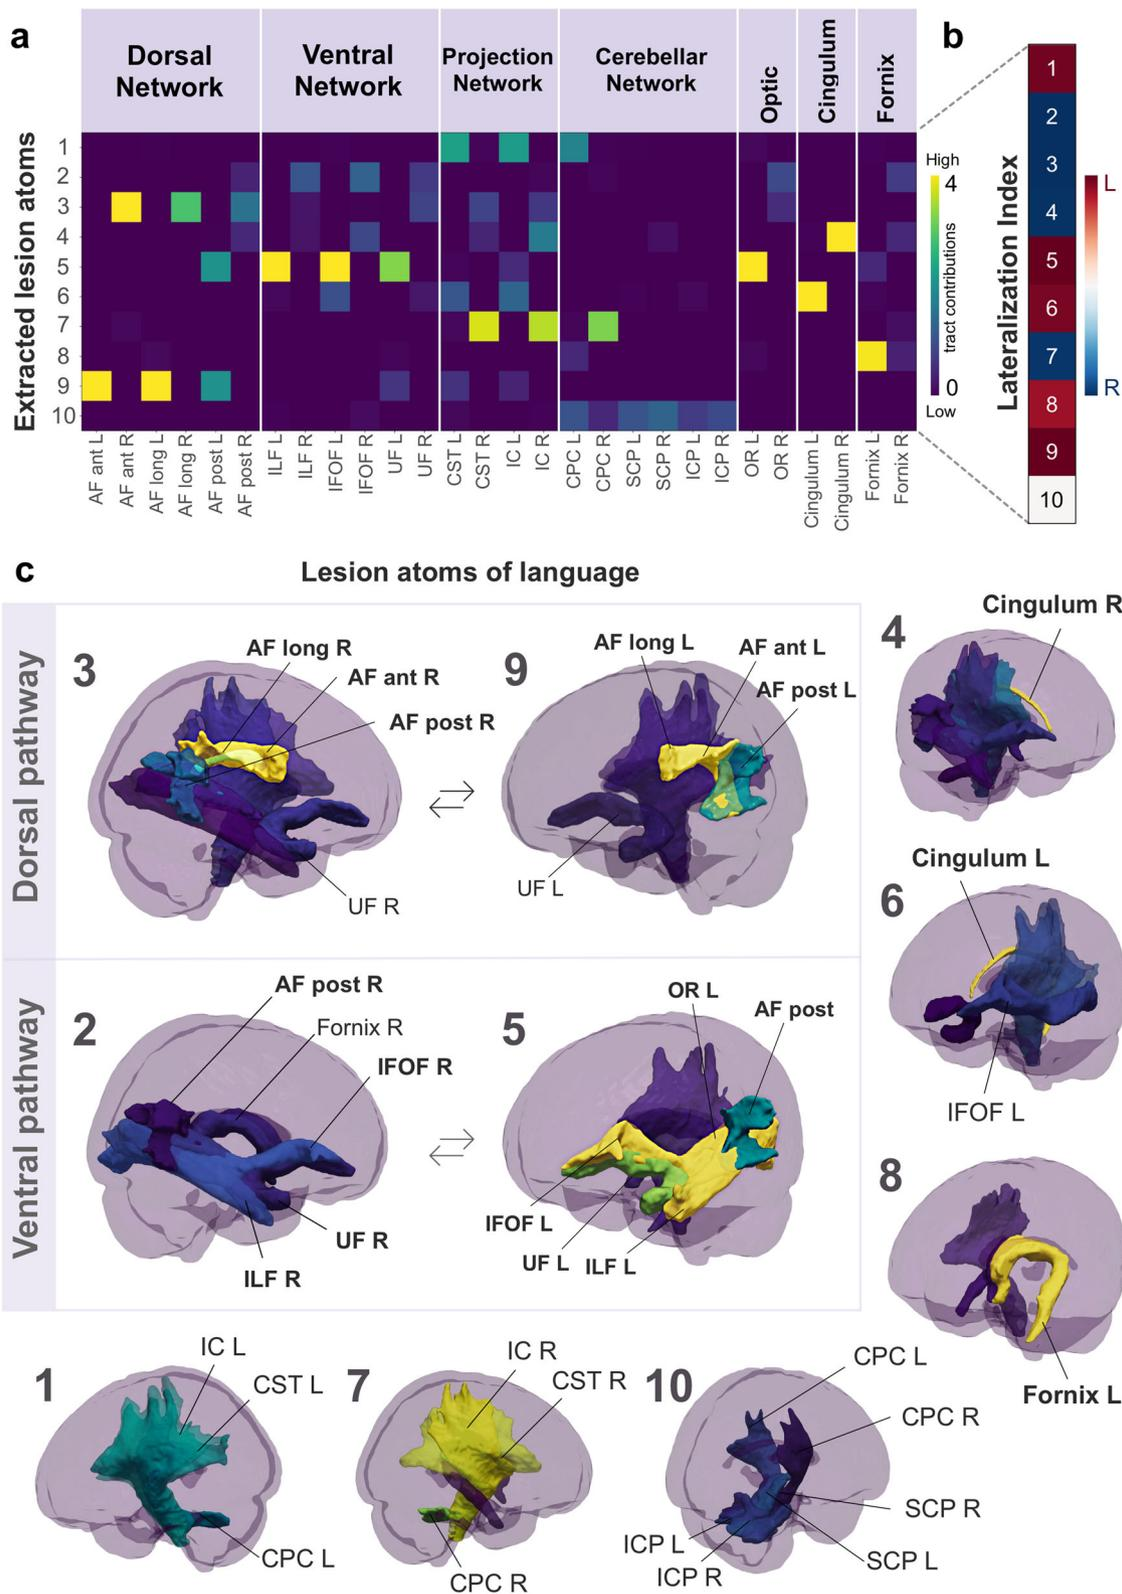 a
Dorsal
Network
Ventral
Network
Projection
Network
Cerebellar
Network
Optic
Cingulum
Fornix
b
Extracted lesion atoms
1
2
3
4
5
6
7
8
9
10
AF ant L
AF ant R
AF long L
AF long R
AF post L
AF post R
ILF L
ILF R
IFOF L
IFOF R
UF L
UF R
CST L
CST R
IC L
IC R
CPC L
CPC R
SCP L
SCP R
ICP L
ICP R
OR L
OR R
Cingulum L
Cingulum R
Fornix L
Fornix R
High
4
tract contributions
0
Low
Lateralization Index
1
2
3
4
5
6
7
8
9
10
L
R
c
Lesion atoms of language
Dorsal pathway
3
AF long R
AF ant R
AF post R
UF R
9
AF long L
AF ant L
AF post L
UF L
Ventral pathway
2
AF post R
Fornix R
IFOF R
UF R
ILF R
5
OR L
AF post
IFOF L
UF L
ILF L
4
Cingulum R
6
Cingulum L
IFOF L
8
Fornix L
1
IC L
CST L
CPC L
7
IC R
CST R
CPC R
10
CPC L
CPC R
SCP R
SCP L
ICP L
ICP R